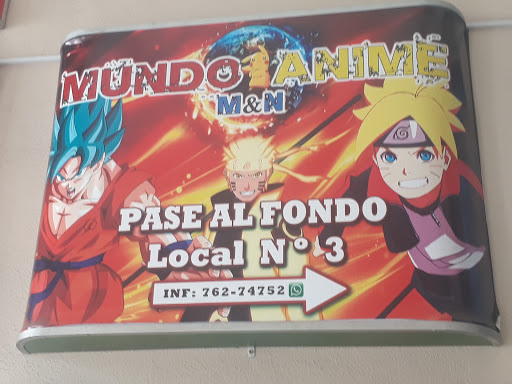 MUNDO ANIME
M&N
PASE AL FONDO
Local N° 3
INF: 762-74752